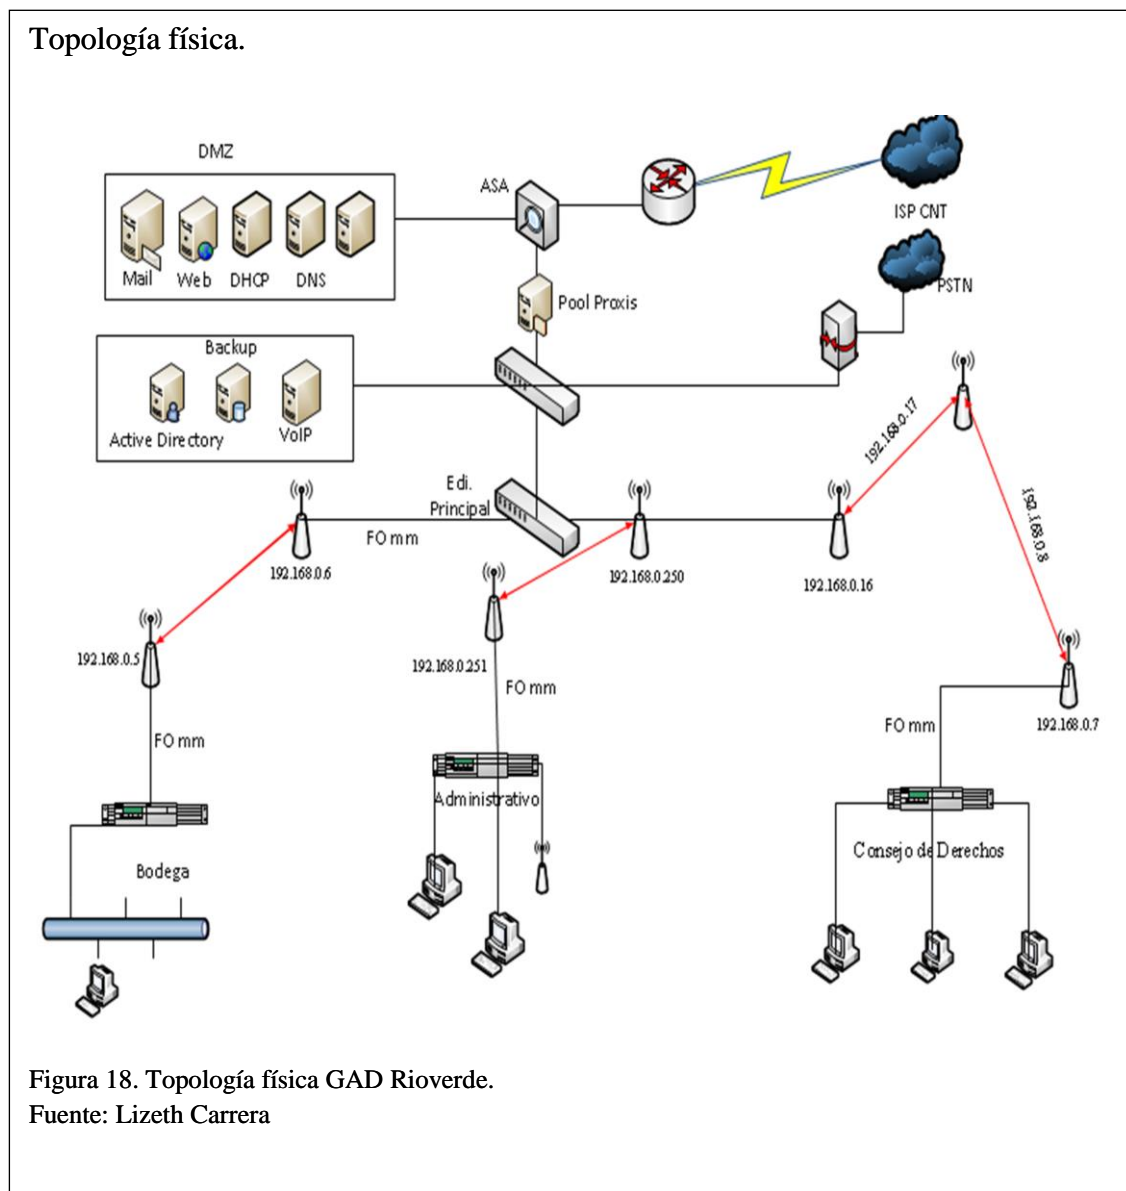 Topología física.
DMZ
ASA
ISP CNT
Mail
Web
DHCP
DNS
PSTN
Pool Proxis
Backup
Active Directory
VoIP
192.168.0.17
Edi.
Principal
FO mm
192.168.0.8
192.168.0.6
192.168.0.250
192.168.0.16
192.168.0.5
192.168.0.251
FO mm
FO mm
FO mm
192.168.0.7
Administrativo
Consejo de Derechos
Bodega
Figura 18. Topología física GAD Rioverde.
Fuente: Lizeth Carrera